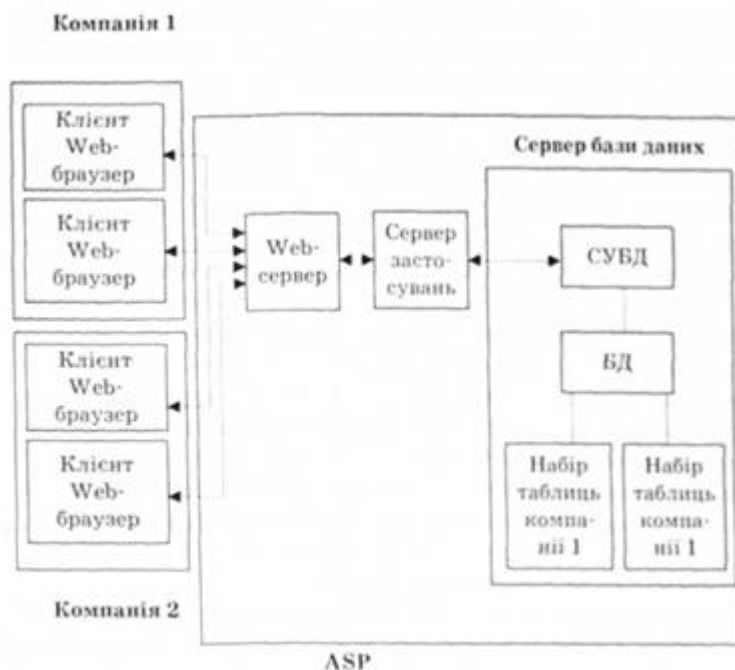 Компанія 1
Клієнт
Web-
браузер
Клієнт
Web-
браузер
Клієнт
Web-
браузер
Клієнт
Web-
браузер
Компанія 2
Web-
сервер
Сервер
засто-
сувань
Сервер бази даних
СУБД
БД
Набір
таблиць
компа-
нії 1
Набір
таблиць
компа-
нії 1
ASP